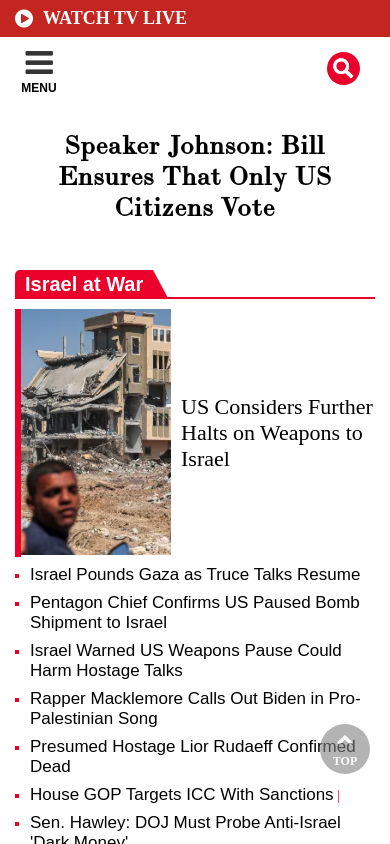 WATCH TV LIVE
MENU
Speaker Johnson: Bill
Ensures That Only US
Citizens Vote
Israel at War
US Considers Further
Halts on Weapons to
Israel
Israel Pounds Gaza as Truce Talks Resume
Pentagon Chief Confirms US Paused Bomb
Shipment to Israel
Israel Warned US Weapons Pause Could
Harm Hostage Talks
Rapper Macklemore Calls Out Biden in Pro-
Palestinian Song
Presumed Hostage Lior Rudaeff Confirmed
Dead
TOP
House GOP Targets ICC With Sanctions |
Sen. Hawley: DOJ Must Probe Anti-Israel
'Dark Money'